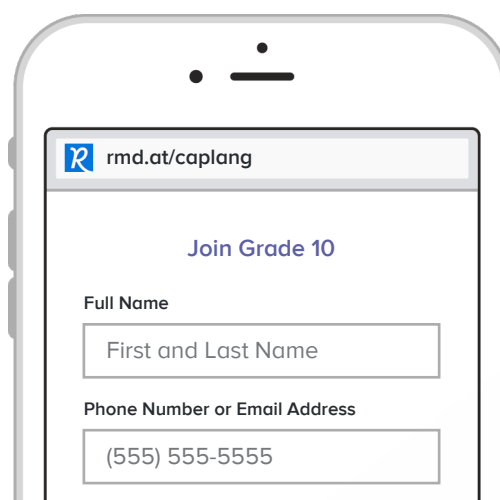 rmd.at/caplang
Join Grade 10
Full Name
First and Last Name
Phone Number or Email Address
(555) 555-5555